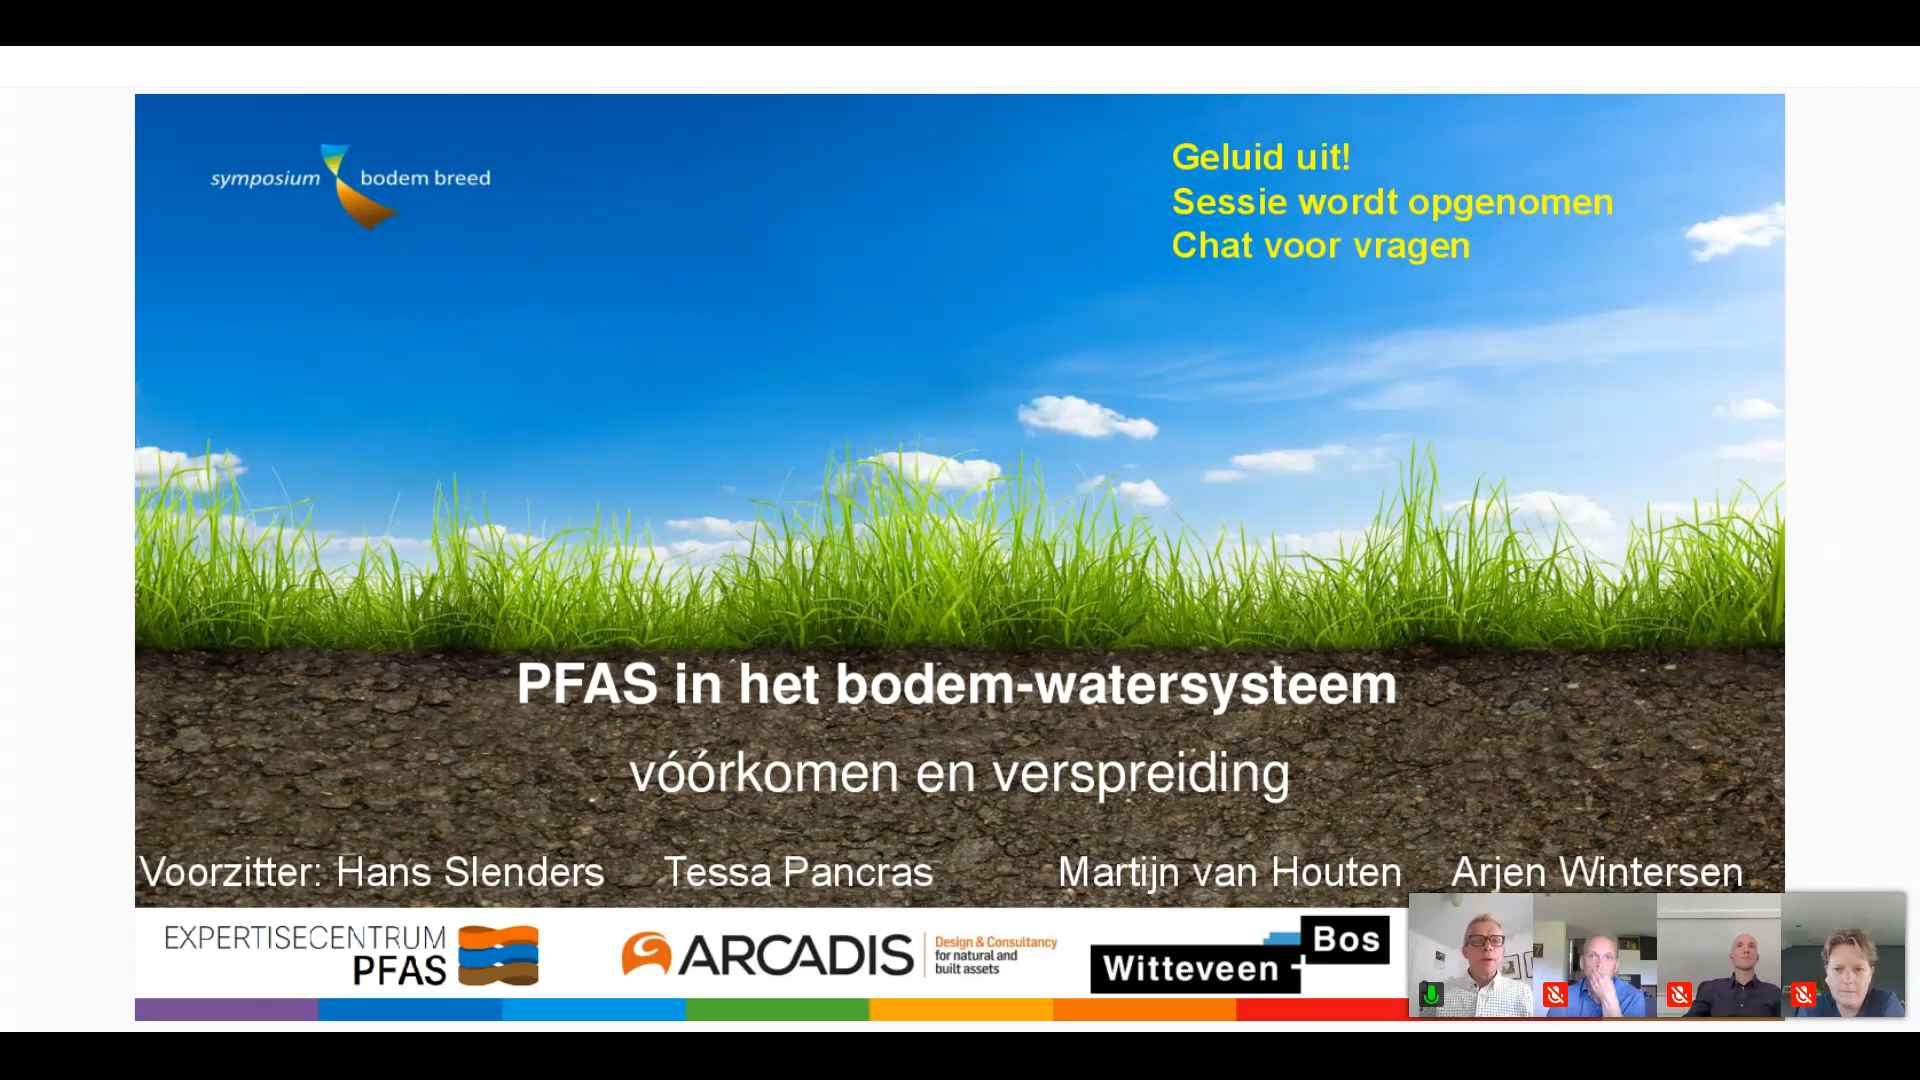 symposium bodem breed
Geluid uit!
Sessie wordt opgenomen
Chat voor vragen
PFAS in het bodem-watersysteem
vóórkomen en verspreiding
Voorzitter: Hans Slenders Tessa Pancras Martijn van Houten Arjen Wintersen
EXPERTISECENTRUM
PFAS
ARCADIS
Design & Consultancy
for natural and
built assets
Witteveen + Bos